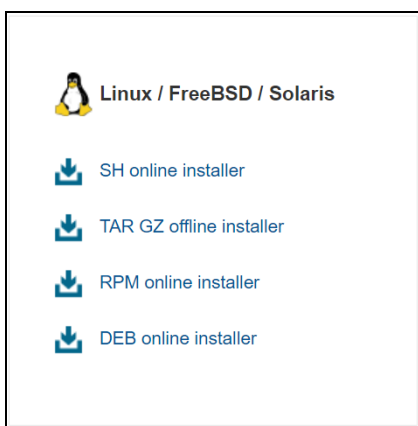 Linux / FreeBSD / Solaris
SH online installer
TAR GZ offline installer
RPM online installer
DEB online installer